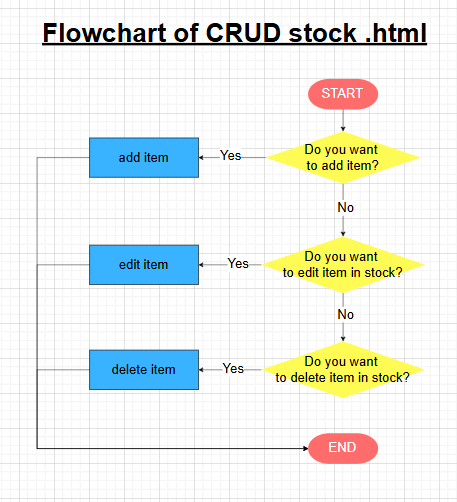 Flowchart of CRUD stock .html
START
Do you want
to add item?
Yes
add item
No
Do you want
to edit item in stock?
Yes
edit item
No
Do you want
to delete item in stock?
Yes
delete item
END